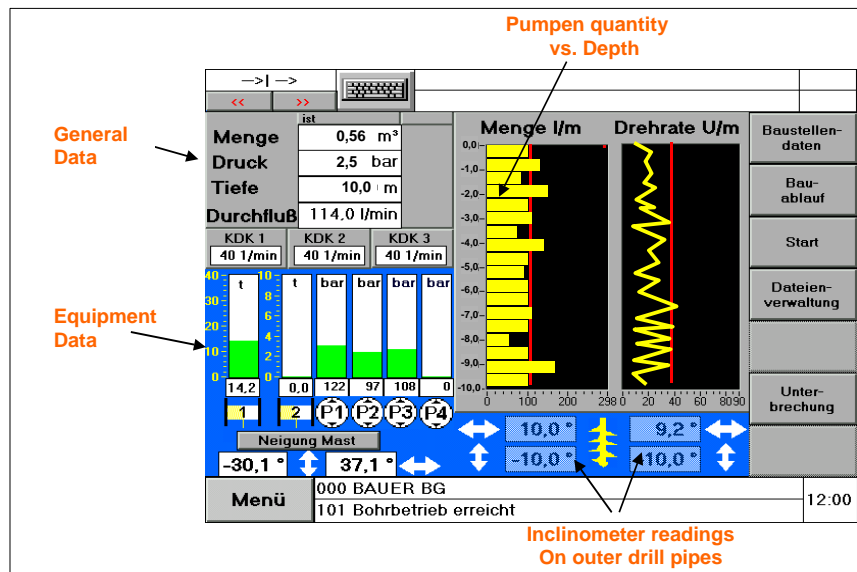 Pumpen quantity
vs. Depth
—>| —>
<< >>
General
Data
ist
Menge 0,56 m³
Druck 2,5 bar
Tiefe 10,0 m
Durchfluß 114,0 l/min
KDK 1 KDK 2 KDK 3
40 1/min 40 1/min 40 1/min
Menge l/m Drehrate U/m
0,0
-1,0
-2,0
-3,0
-4,0
-5,0
-6,0
-7,0
-8,0
-9,0
-10,0
0 100 200 298
0 20 40 60 80 90
Baustellen-
daten
Bau-
ablauf
Start
Dateien-
verwaltung
Unter-
brechung
Equipment
Data
40
30
20
10
0
t
10
8
6
4
2
0
t bar bar bar bar
14,2 0,0 122 97 108 0
1 2 P1 P2 P3 P4
Neigung Mast
-30,1 ° 37,1 °
10,0 ° 9,2 °
-10,0 ° -10,0 °
Menü
000 BAUER BG
101 Bohrbetrieb erreicht
12:00
Inclinometer readings
On outer drill pipes